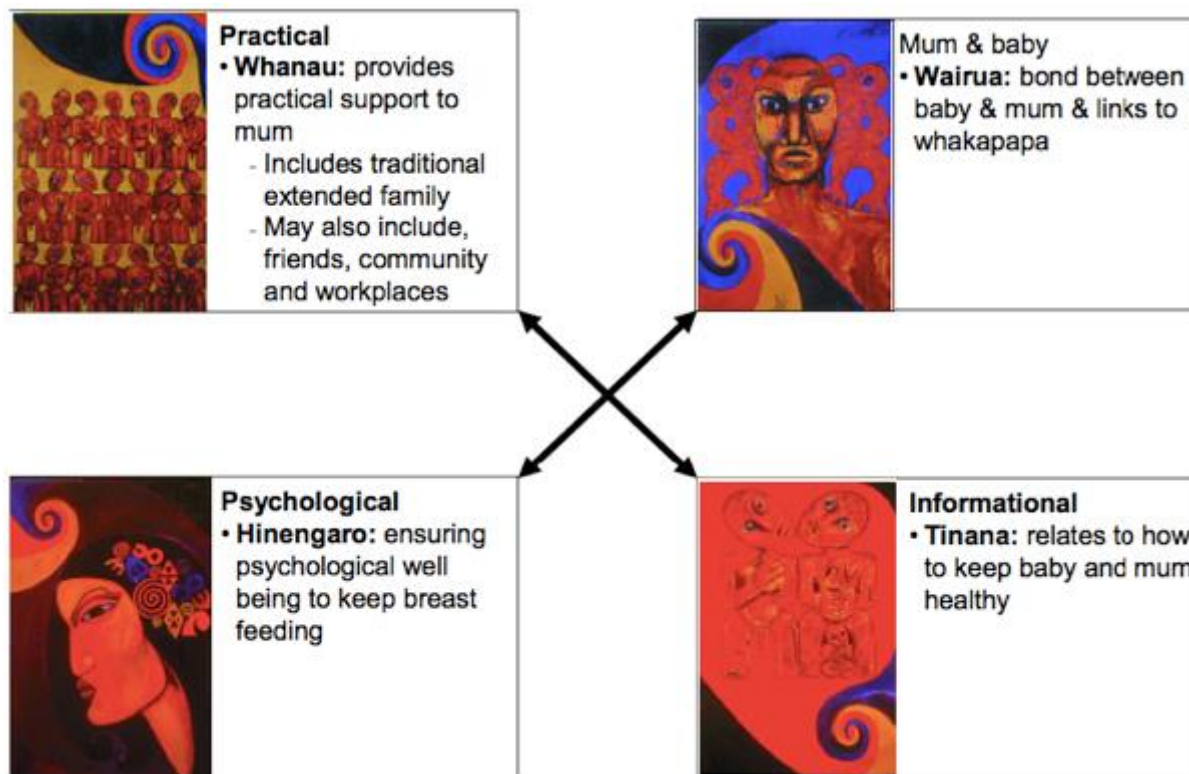 Practical
• Whanau: provides
practical support to
mum
- Includes traditional
extended family
- May also include,
friends, community
and workplaces
Mum & baby
• Wairua: bond between
baby & mum & links to
whakapapa
Psychological
• Hinengaro: ensuring
psychological well
being to keep breast
feeding
Informational
• Tinana: relates to how
to keep baby and mum
healthy